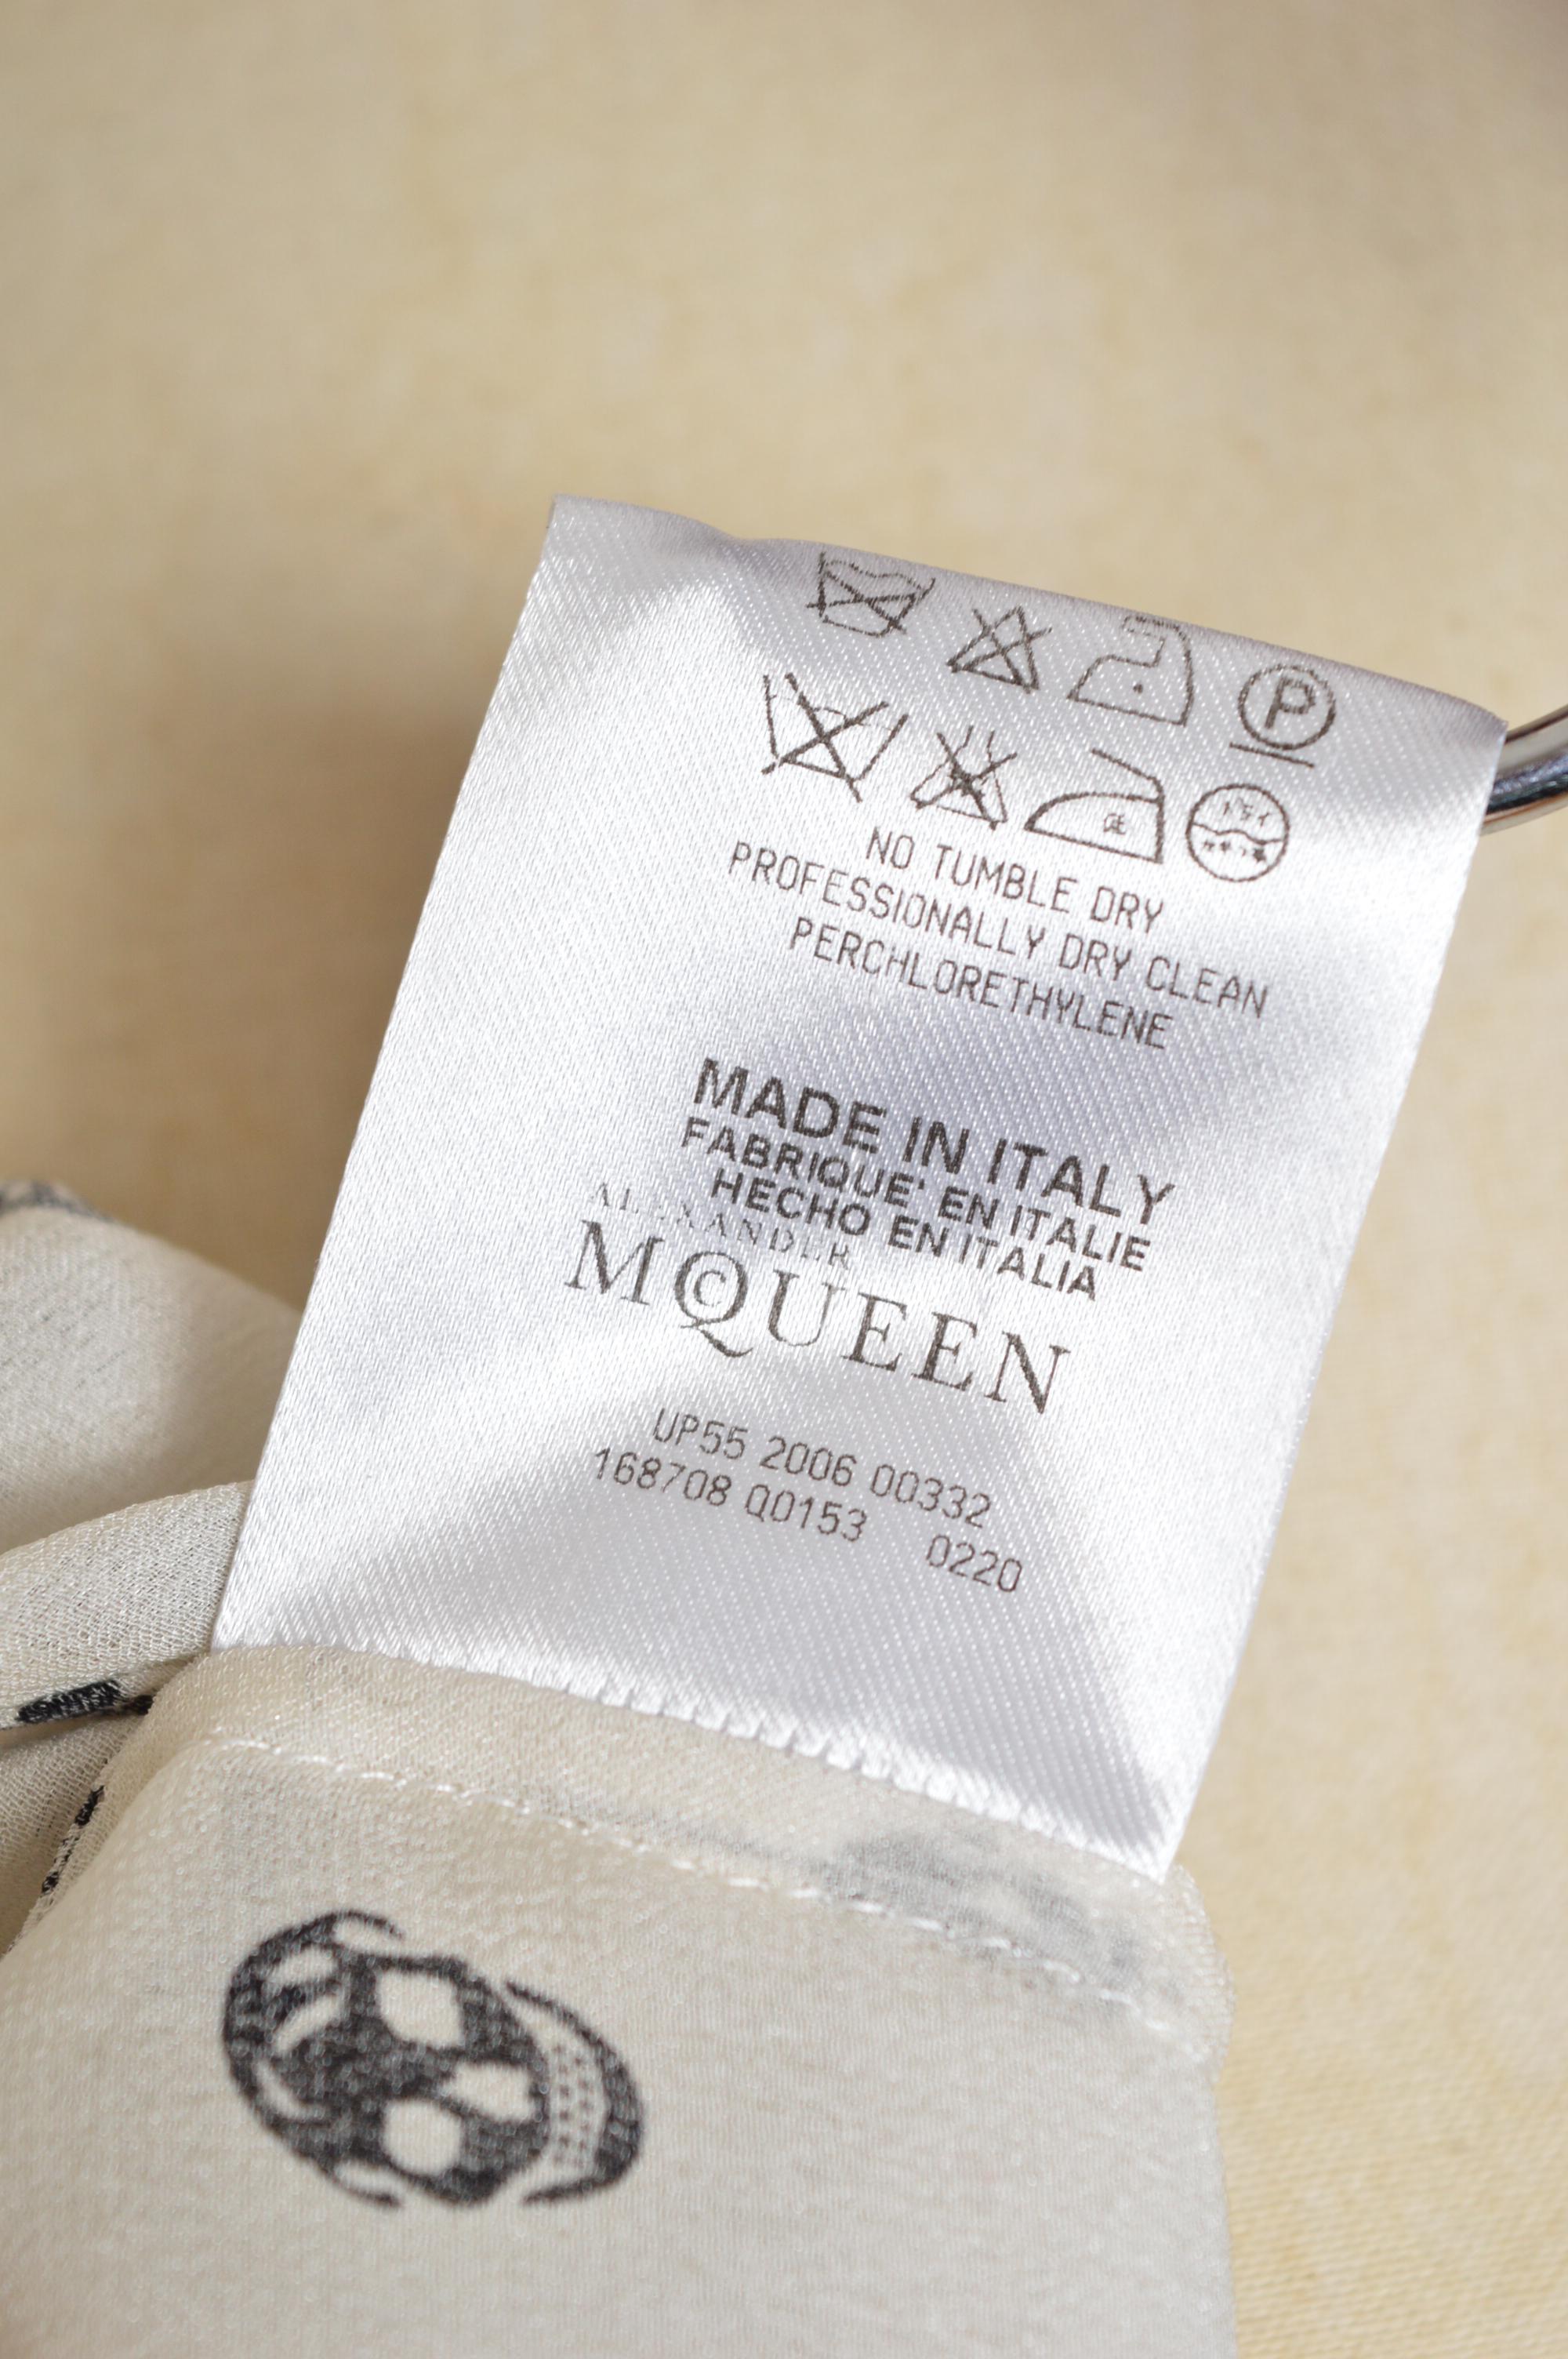 P
NO TUMBLE DRY
PROFESSIONALLY DRY CLEAN
PERCHLORETHYLENE
MADE IN ITALY
FABRIQUE' EN ITALIE
HECHO EN ITALIA
ALEXANDER
MCQUEEN
UP55 2006 00332
168708 Q0153 0220